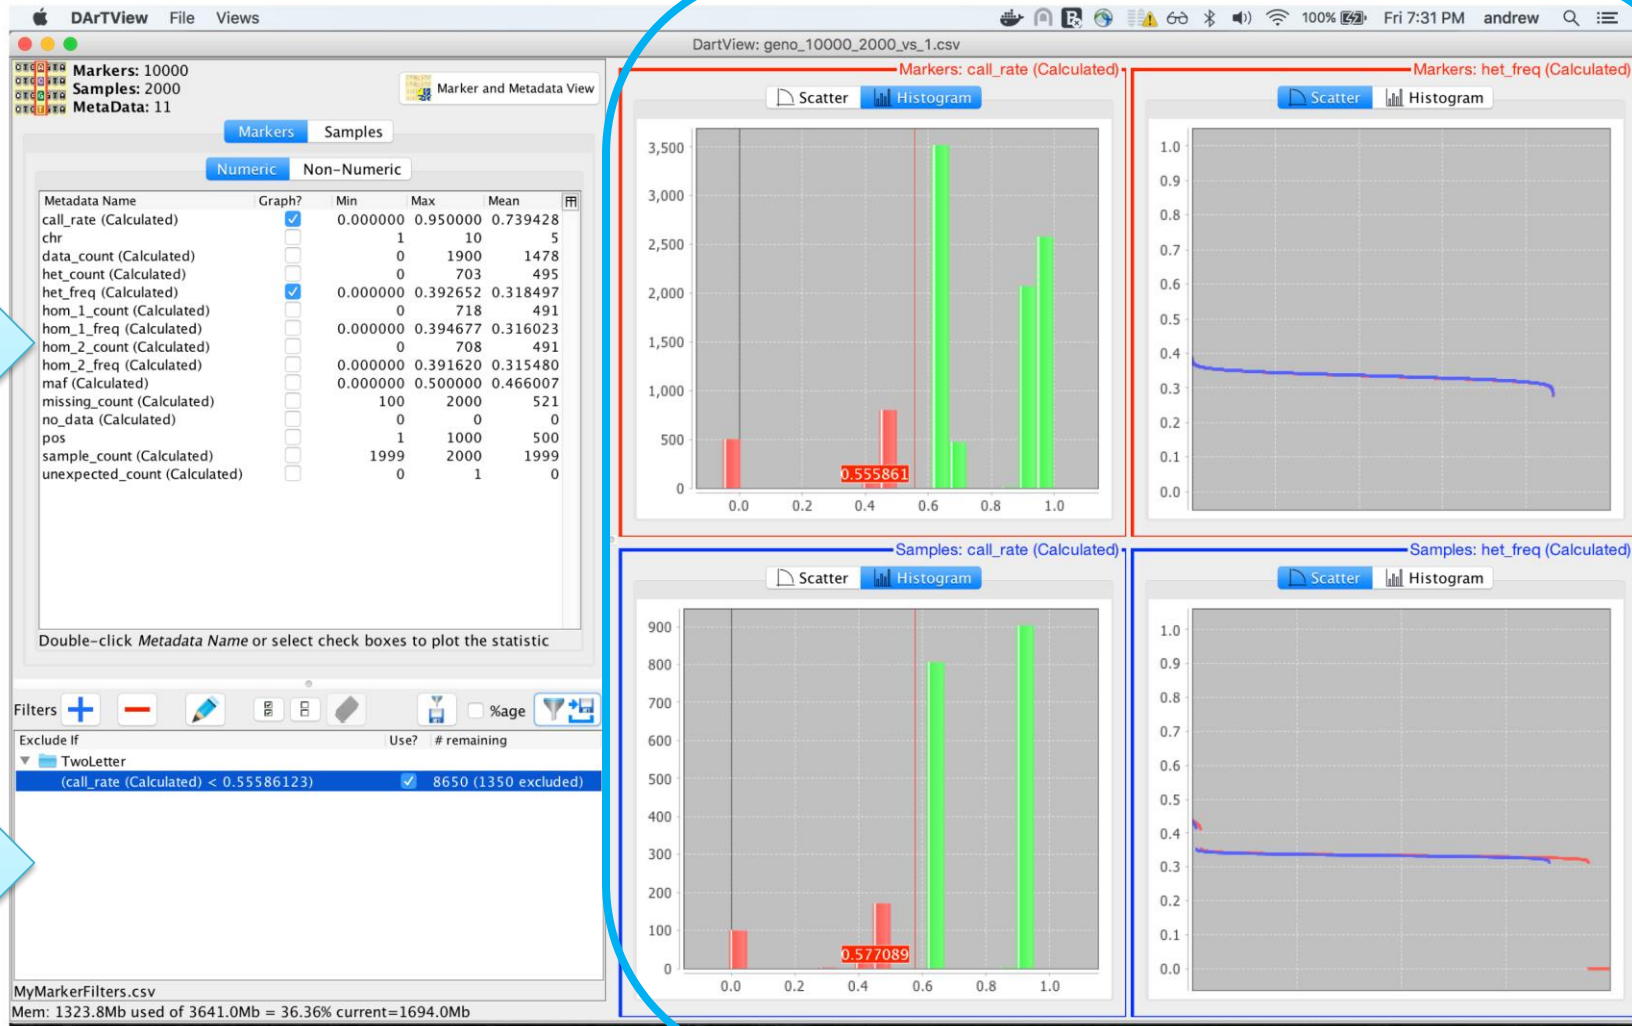 DArTView File Views 100% Fri 7:31 PM andrew
DartView: geno_10000_2000_vs_1.csv
Markers: 10000
Samples: 2000
MetaData: 11
Marker and Metadata View
Markers Samples
Numeric Non-Numeric
Metadata Name Graph? Min Max Mean
call_rate (Calculated) 0.000000 0.950000 0.739428
chr 1 10 5
data_count (Calculated) 0 1900 1478
het_count (Calculated) 0 703 495
het_freq (Calculated) 0.000000 0.392652 0.318497
hom_1_count (Calculated) 0 718 491
hom_1_freq (Calculated) 0.000000 0.394677 0.316023
hom_2_count (Calculated) 0 708 491
hom_2_freq (Calculated) 0.000000 0.391620 0.315480
maf (Calculated) 0.000000 0.500000 0.466007
missing_count (Calculated) 100 2000 521
no_data (Calculated) 0 0 0
pos 1 1000 500
sample_count (Calculated) 1999 2000 1999
unexpected_count (Calculated) 0 1 0
Double-click Metadata Name or select check boxes to plot the statistic
Filters %age
Exclude If Use? # remaining
TwoLetter
(call_rate (Calculated) < 0.55586123) 8650 (1350 excluded)
MyMarkerFilters.csv
Mem: 1323.8Mb used of 3641.0Mb = 36.36% current=1694.0Mb
Markers: call_rate (Calculated)
Scatter Histogram
3,500
3,000
2,500
2,000
1,500
1,000
500
0
0.555861
0.0 0.2 0.4 0.6 0.8 1.0
Markers: het_freq (Calculated)
Scatter Histogram
1.0
0.9
0.8
0.7
0.6
0.5
0.4
0.3
0.2
0.1
0.0
Samples: call_rate (Calculated)
Scatter Histogram
900
800
700
600
500
400
300
200
100
0
0.577089
0.0 0.2 0.4 0.6 0.8 1.0
Samples: het_freq (Calculated)
Scatter Histogram
1.0
0.9
0.8
0.7
0.6
0.5
0.4
0.3
0.2
0.1
0.0